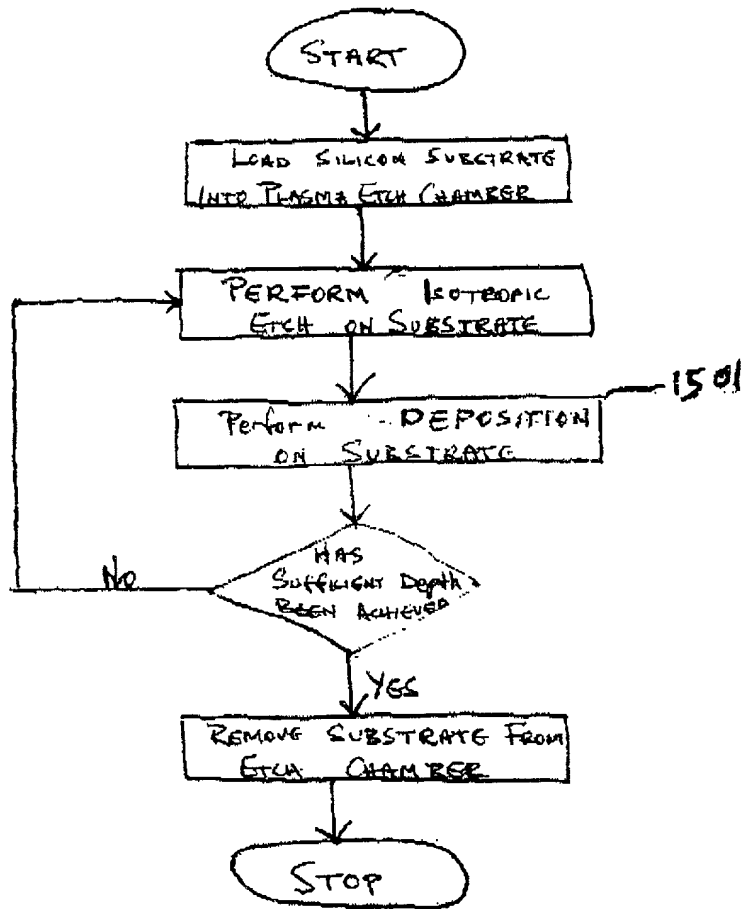 START
LOAD SILICON SUBSTRATE
INTO PLASMA ETCH CHAMBER
PERFORM ISOTROPIC
ETCH ON SUBSTRATE
1501
Perform DEPOSITION
ON SUBSTRATE
HAS
SUFFICIENT Depth
BEEN ACHIEVED
No
YES
REMOVE SUBSTRATE FROM
ETCH CHAMBER
STOP